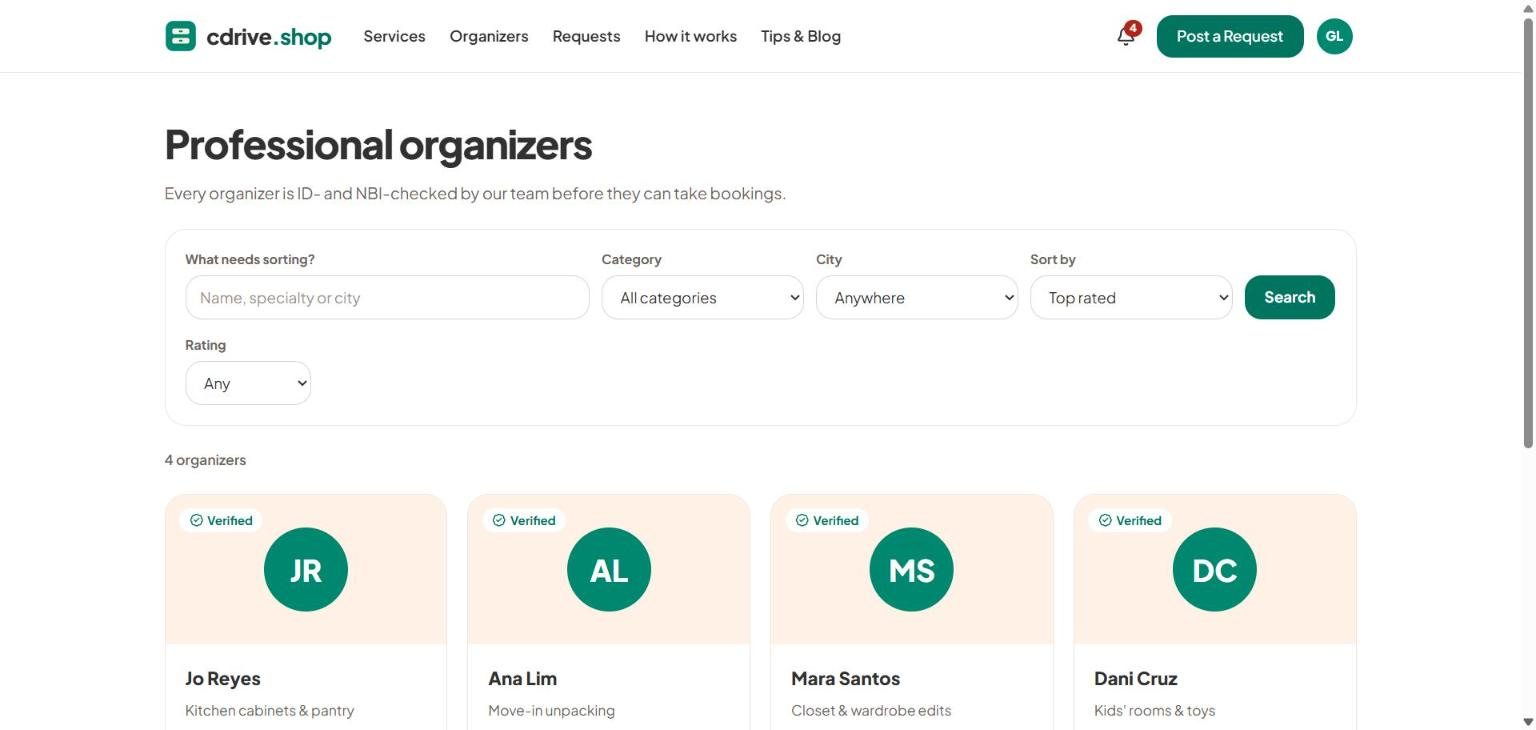 cdrive.shop
Services Organizers Requests How it works Tips & Blog
4
Post a Request
GL
Professional organizers
Every organizer is ID- and NBI-checked by our team before they can take bookings.
What needs sorting? Category City Sort by
Name, specialty or city All categories Anywhere Top rated Search
Rating
Any
4 organizers
Verified Verified Verified Verified
JR AL MS DC
Jo Reyes Ana Lim Mara Santos Dani Cruz
Kitchen cabinets & pantry Move-in unpacking Closet & wardrobe edits Kids' rooms & toys